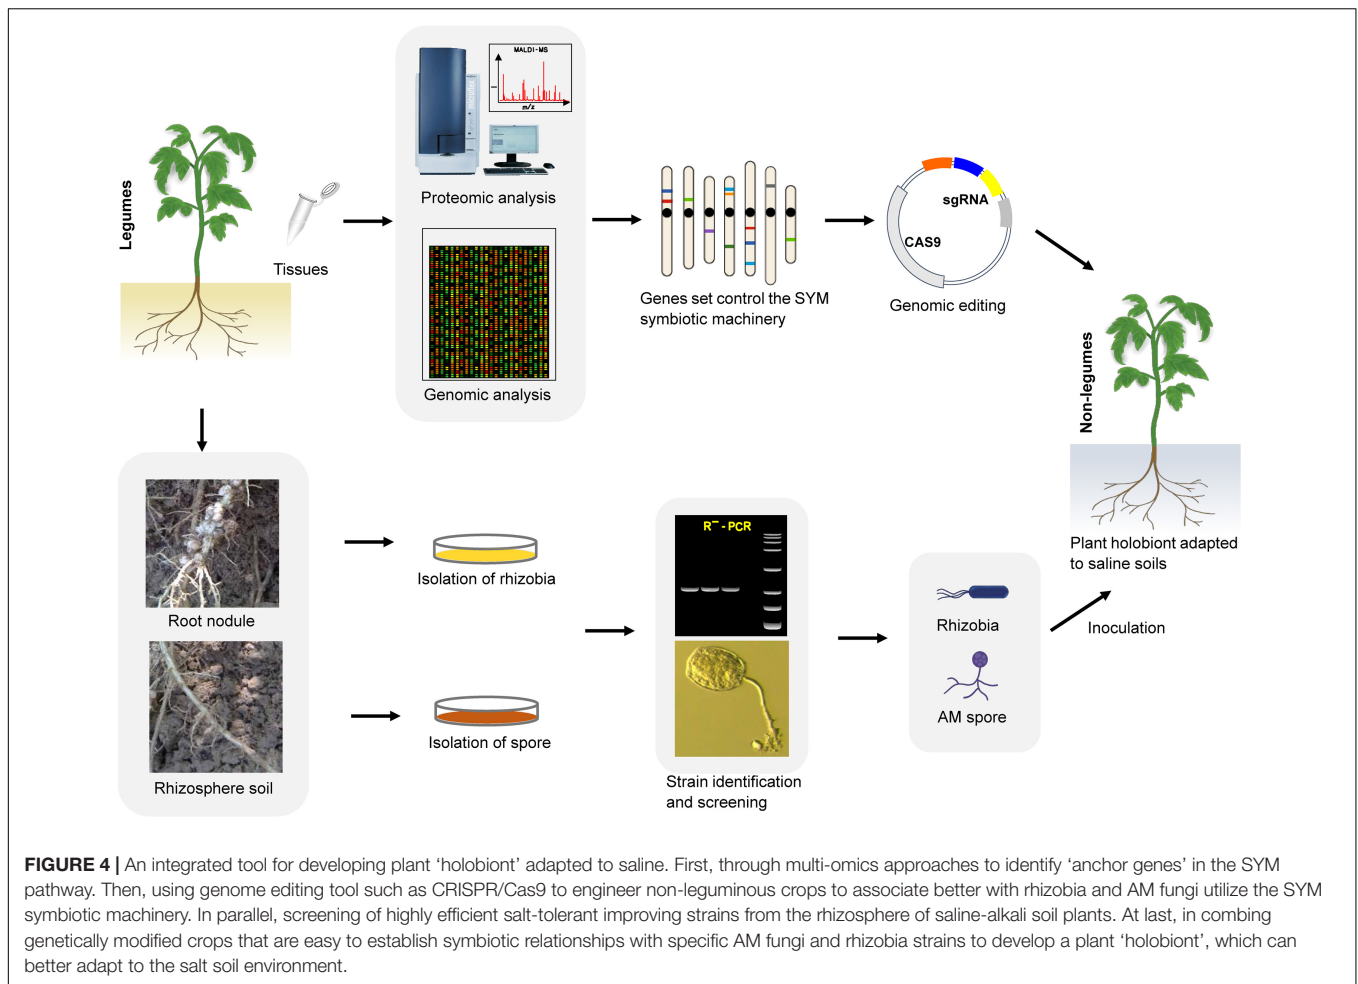 MALDI-MS
m/z
Proteomic analysis
Genomic analysis
Legumes
Tissues
Genes set control the SYM
symbiotic machinery
sgRNA
CAS9
Genomic editing
Non-legumes
Plant holobiont adapted
to saline soils
Root nodule
Rhizosphere soil
Isolation of rhizobia
Isolation of spore
R⁻ - PCR
Strain identification
and screening
Rhizobia
AM spore
Inoculation
FIGURE 4 | An integrated tool for developing plant ‘holobiont’ adapted to saline. First, through multi-omics approaches to identify ‘anchor genes’ in the SYM
pathway. Then, using genome editing tool such as CRISPR/Cas9 to engineer non-leguminous crops to associate better with rhizobia and AM fungi utilize the SYM
symbiotic machinery. In parallel, screening of highly efficient salt-tolerant improving strains from the rhizosphere of saline-alkali soil plants. At last, in combing
genetically modified crops that are easy to establish symbiotic relationships with specific AM fungi and rhizobia strains to develop a plant ‘holobiont’, which can
better adapt to the salt soil environment.